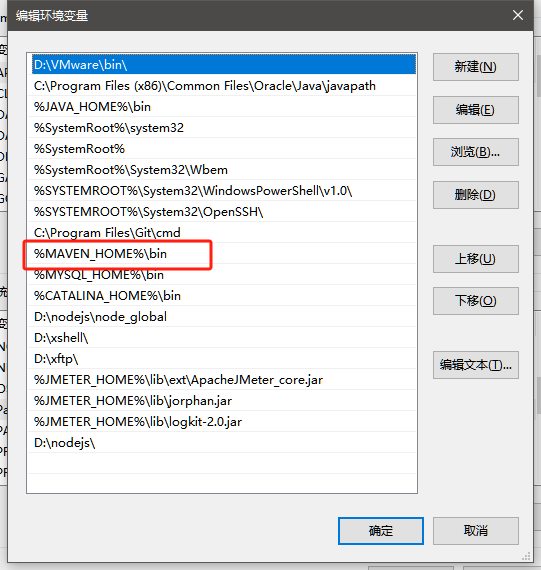 编辑环境变量
D:\VMware\bin\
C:\Program Files (x86)\Common Files\Oracle\Java\javapath
%JAVA_HOME%\bin
%SystemRoot%\system32
%SystemRoot%
%SystemRoot%\System32\Wbem
%SYSTEMROOT%\System32\WindowsPowerShell\v1.0\
%SYSTEMROOT%\System32\OpenSSH\
C:\Program Files\Git\cmd
%MAVEN_HOME%\bin
%MYSQL_HOME%\bin
%CATALINA_HOME%\bin
D:\nodejs\node_global
D:\xshell\
D:\xftp\
%JMETER_HOME%\lib\ext\ApacheJMeter_core.jar
%JMETER_HOME%\lib\jorphan.jar
%JMETER_HOME%\lib\logkit-2.0.jar
D:\nodejs\
新建(N)
编辑(E)
浏览(B)...
删除(D)
上移(U)
下移(O)
编辑文本(T)...
确定
取消